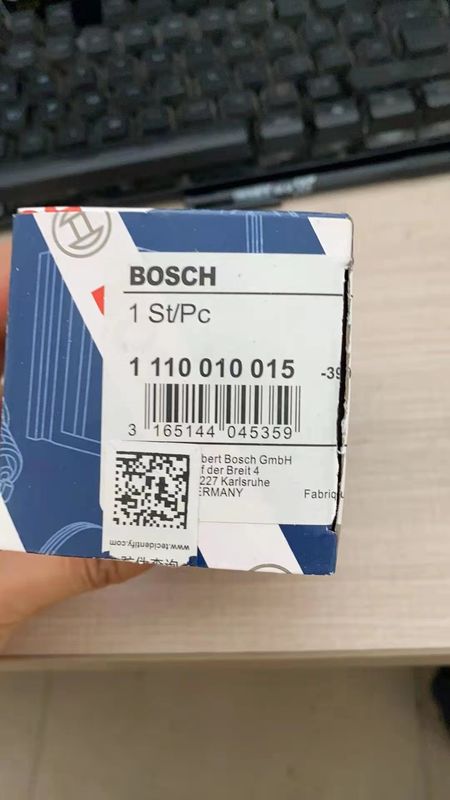 BOSCH
1 St/Pc
1 110 010 015
3 165144 045359
bert Bosch GmbH
f der Breit 4
227 Karlsruhe
ERMANY Fabriq
www.tecidentify.com